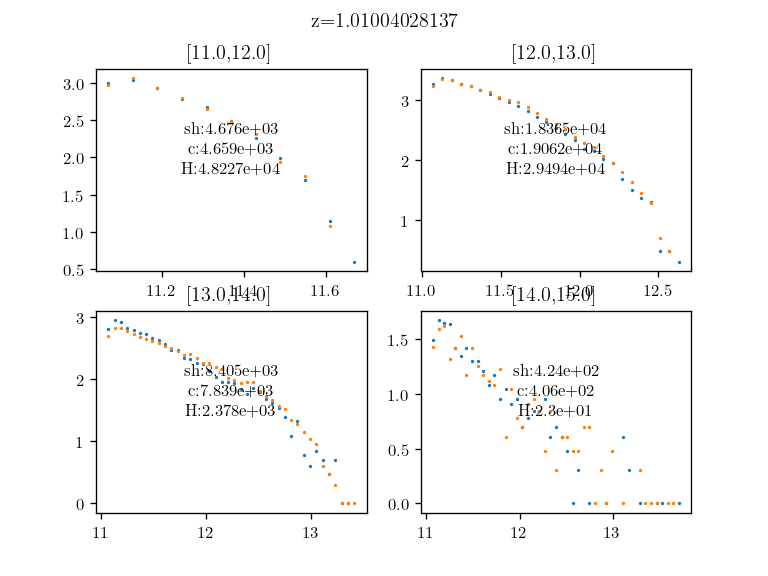 z=1.01004028137
[11.0,12.0]
[12.0,13.0]
3.0
2.5
2.0
1.5
1.0
0.5
sh:4.676e+03
c:4.659e+03
H:4.8227e+04
11.2
11.4
11.6
3
2
1
sh:1.8365e+04
c:1.9062e+04
H:2.9494e+04
11.0
11.5
12.0
12.5
[13.0,14.0]
[14.0,15.0]
3
2
1
0
sh:8.405e+03
c:7.839e+03
H:2.378e+03
11
12
13
1.5
1.0
0.5
0.0
sh:4.24e+02
c:4.06e+02
H:2.3e+01
11
12
13